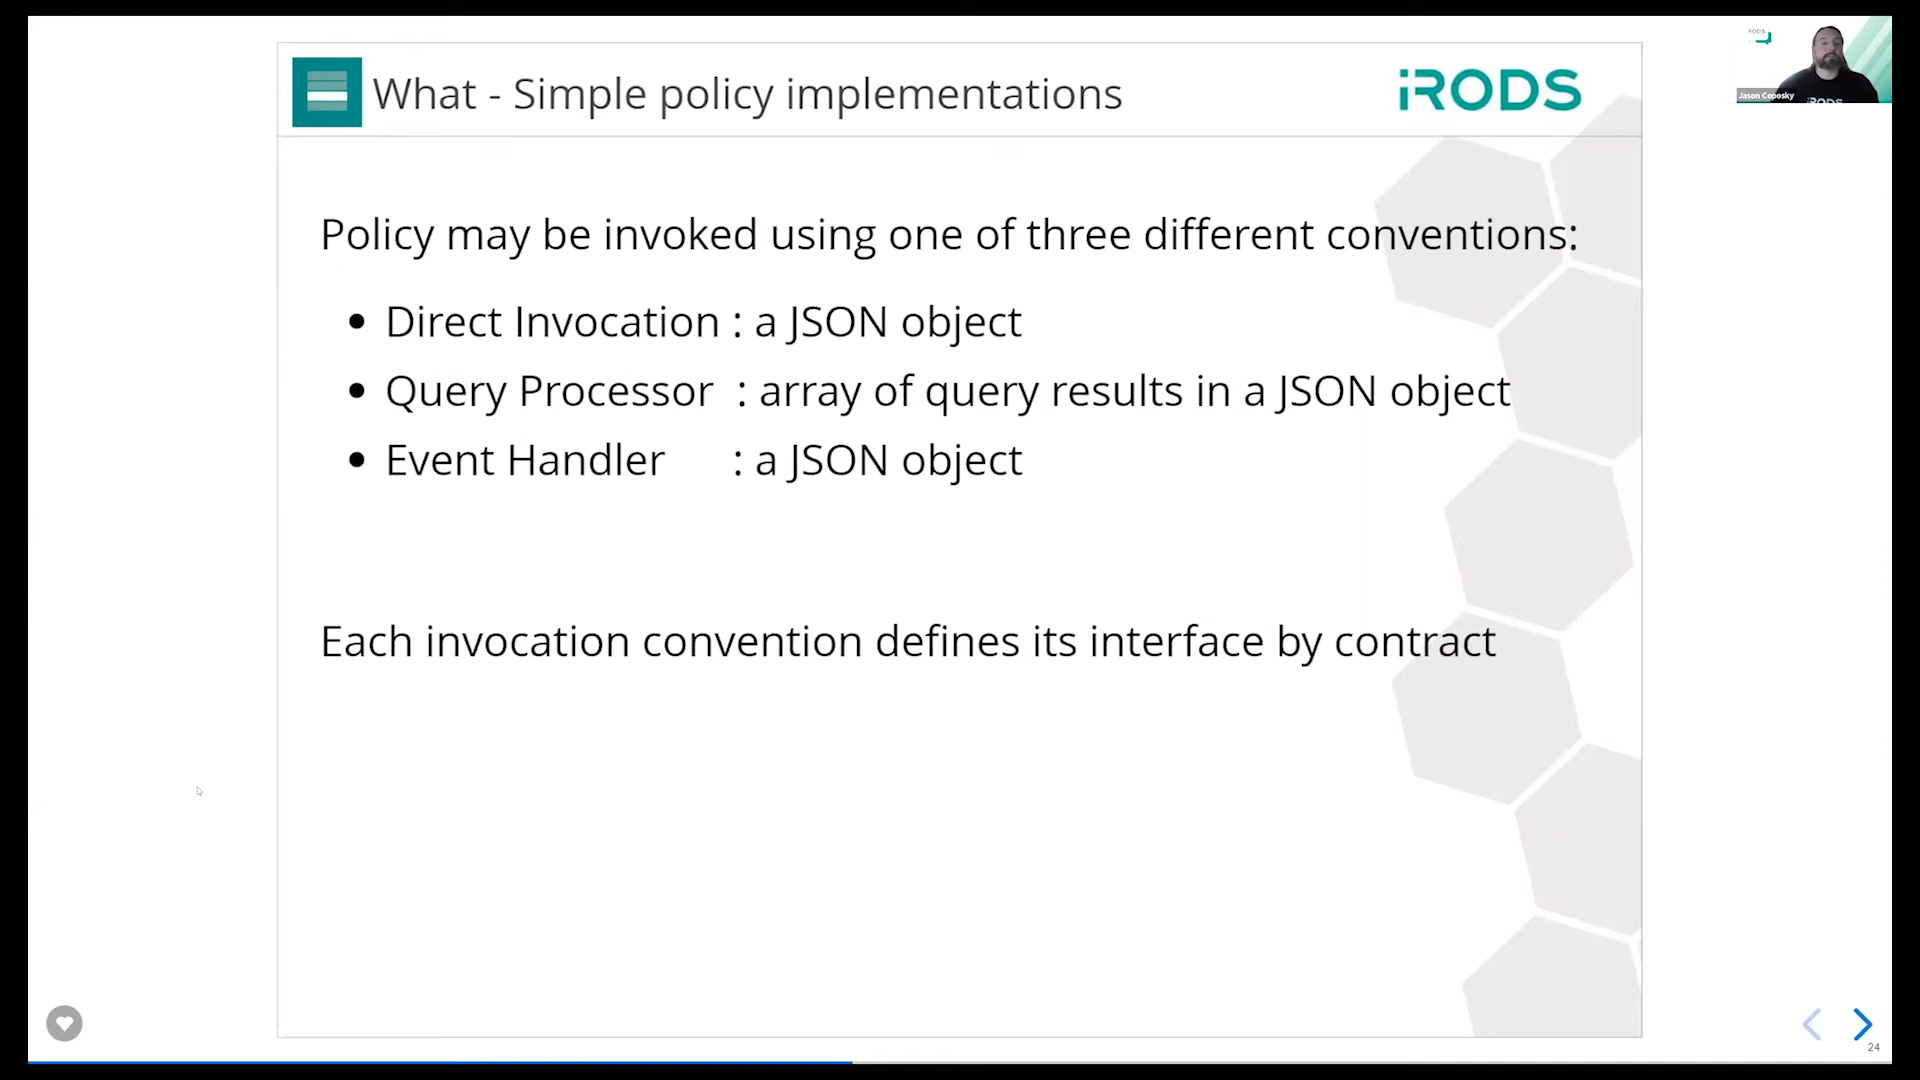 What - Simple policy implementations
iRODS
iRODS
Jason Coposky
iRODS
Policy may be invoked using one of three different conventions:
• Direct Invocation : a JSON object
• Query Processor : array of query results in a JSON object
• Event Handler : a JSON object
Each invocation convention defines its interface by contract
24